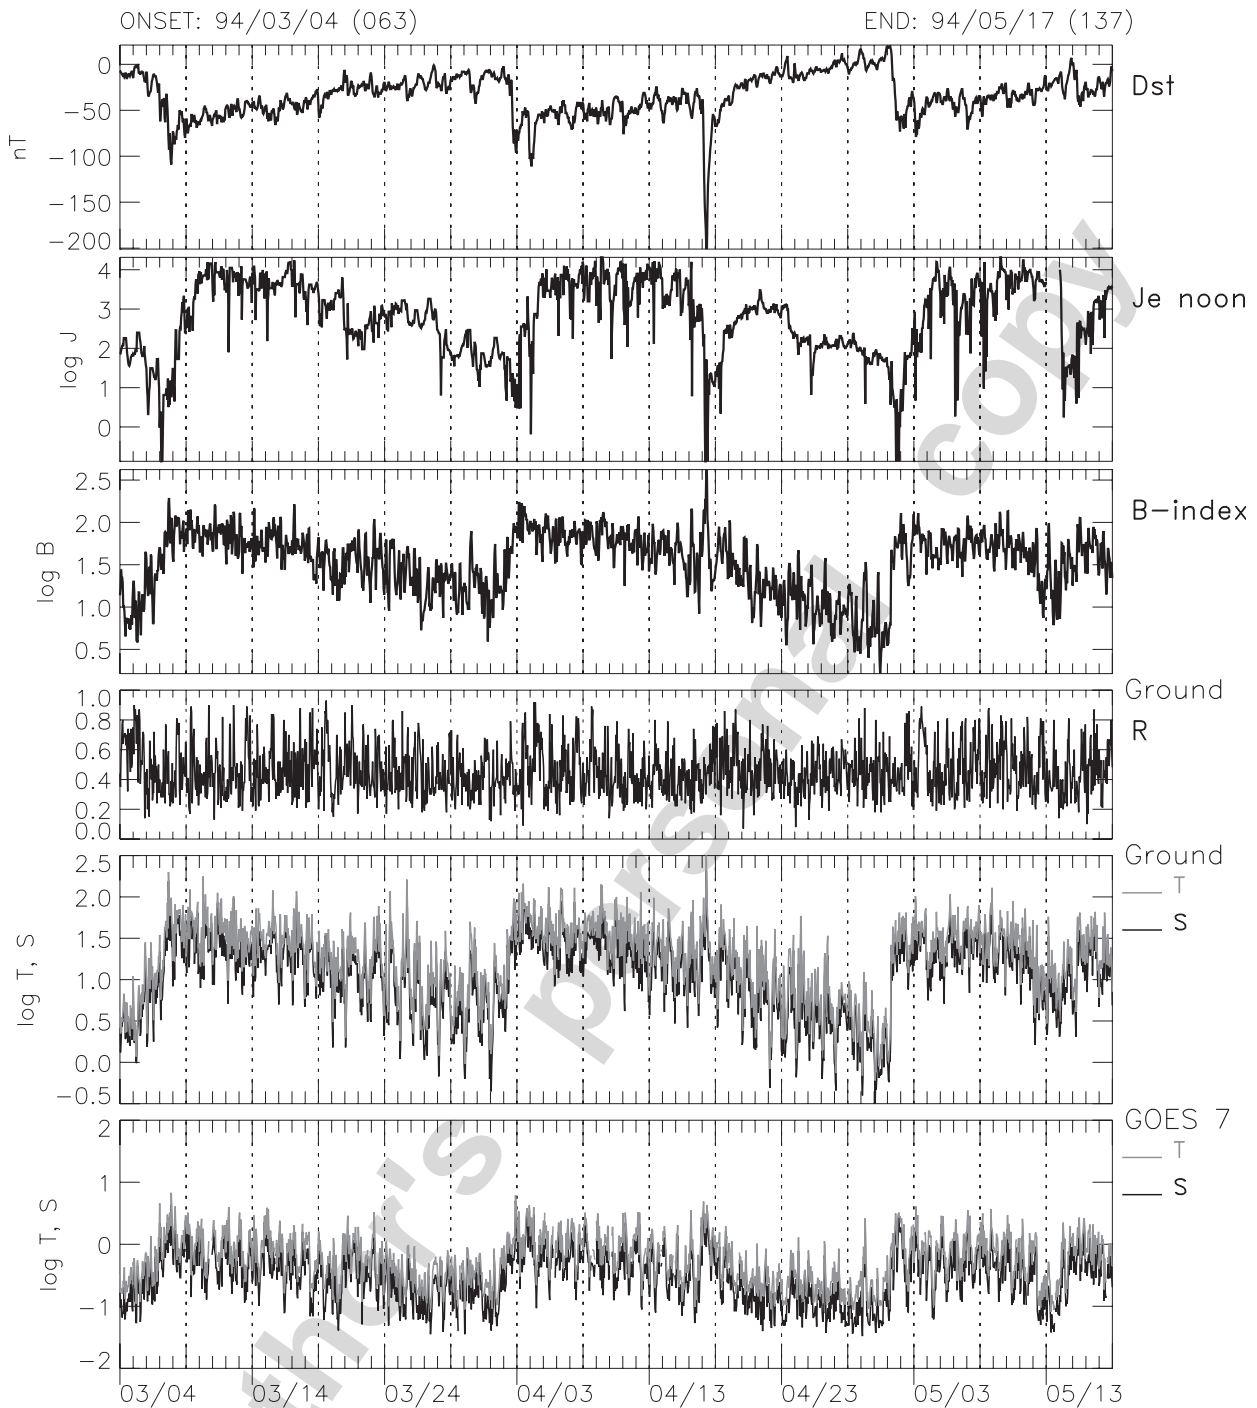 ONSET: 94/03/04 (063) END: 94/05/17 (137)
0
−50
−100
−150
−200
nT
Dst
4
3
2
1
0
log J
Je noon
2.5
2.0
1.5
1.0
0.5
log B
B−index
1.0
0.8
0.6
0.4
0.2
0.0
Ground
R
2.5
2.0
1.5
1.0
0.5
0.0
−0.5
log T, S
Ground
T
S
2
1
0
−1
−2
log T, S
GOES 7
T
S
03/04 03/14 03/24 04/03 04/13 04/23 05/03 05/13
thor's personal copy